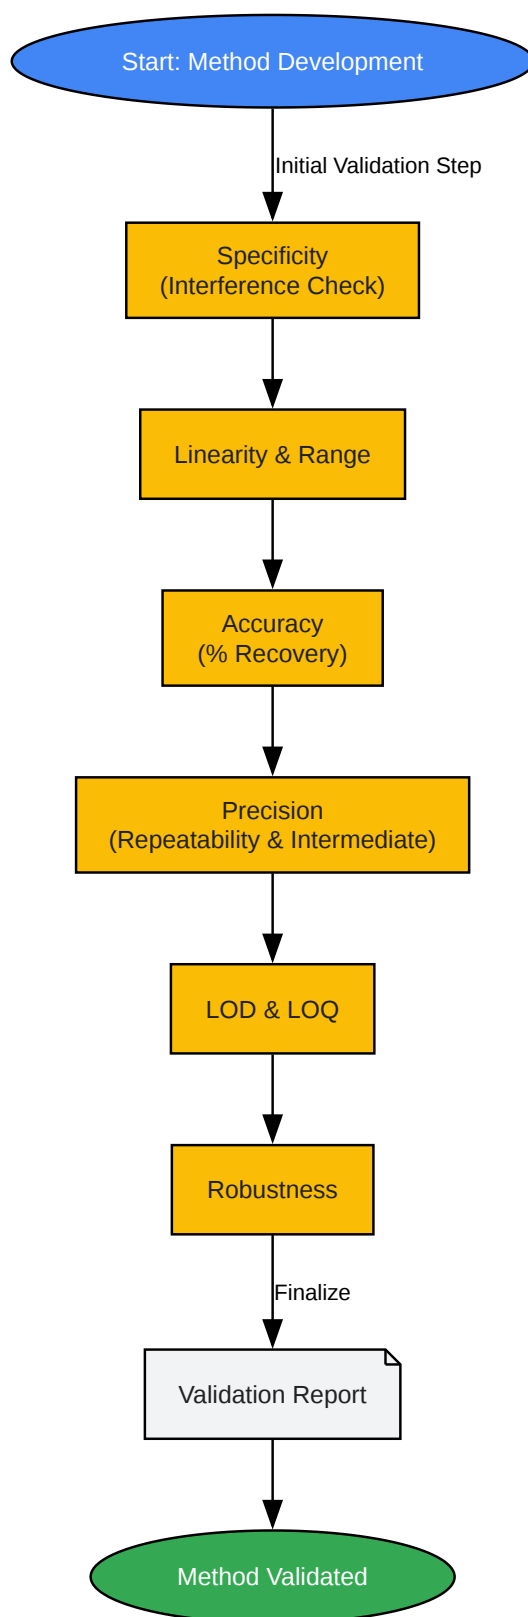 Start: Method Development
Initial Validation Step
Specificity
(Interference Check)
Linearity & Range
Accuracy
(% Recovery)
Precision
(Repeatability & Intermediate)
LOD & LOQ
Robustness
Finalize
Validation Report
Method Validated